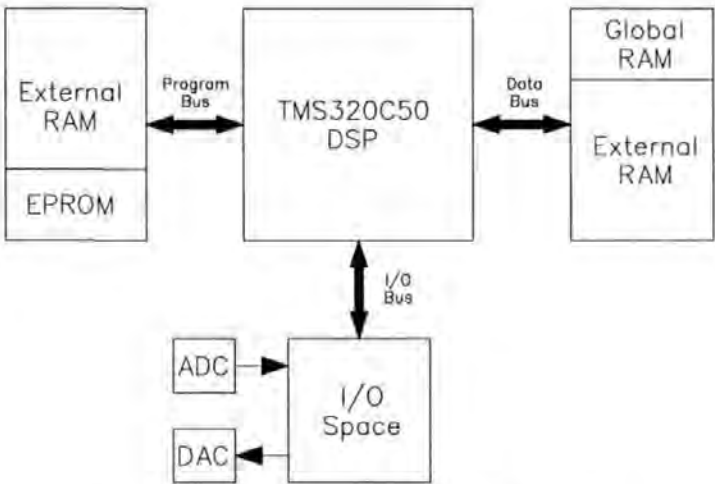 External
RAM
EPROM
Program
Bus
TMS320C50
DSP
Data
Bus
Global
RAM
External
RAM
I/O
Bus
ADC
DAC
I/O
Space